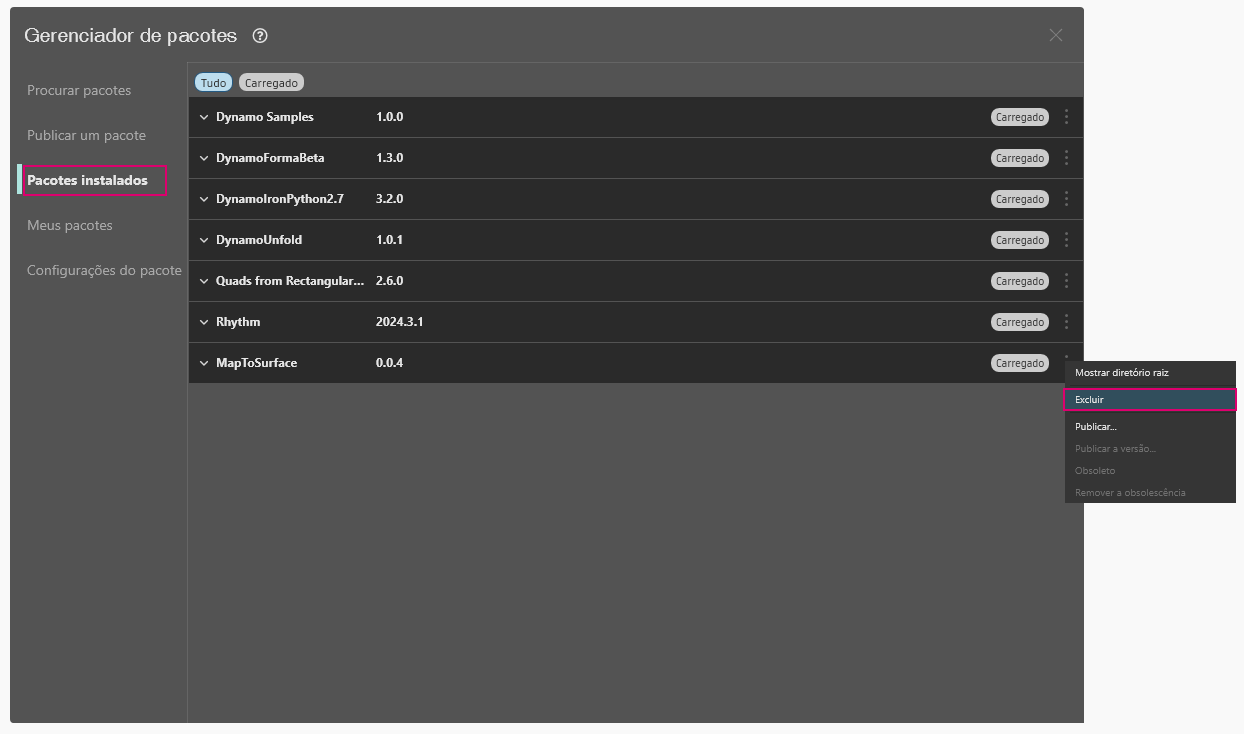 Gerenciador de pacotes ?
Procurar pacotes
Publicar um pacote
Pacotes instalados
Meus pacotes
Configurações do pacote
Tudo Carregado
Dynamo Samples 1.0.0 Carregado
DynamoFormaBeta 1.3.0 Carregado
DynamoIronPython2.7 3.2.0 Carregado
DynamoUnfold 1.0.1 Carregado
Quads from Rectangular... 2.6.0 Carregado
Rhythm 2024.3.1 Carregado
MapToSurface 0.0.4 Carregado
Mostrar diretório raiz
Excluir
Publicar...
Publicar a versão...
Obsoleto
Remover a obsolescência